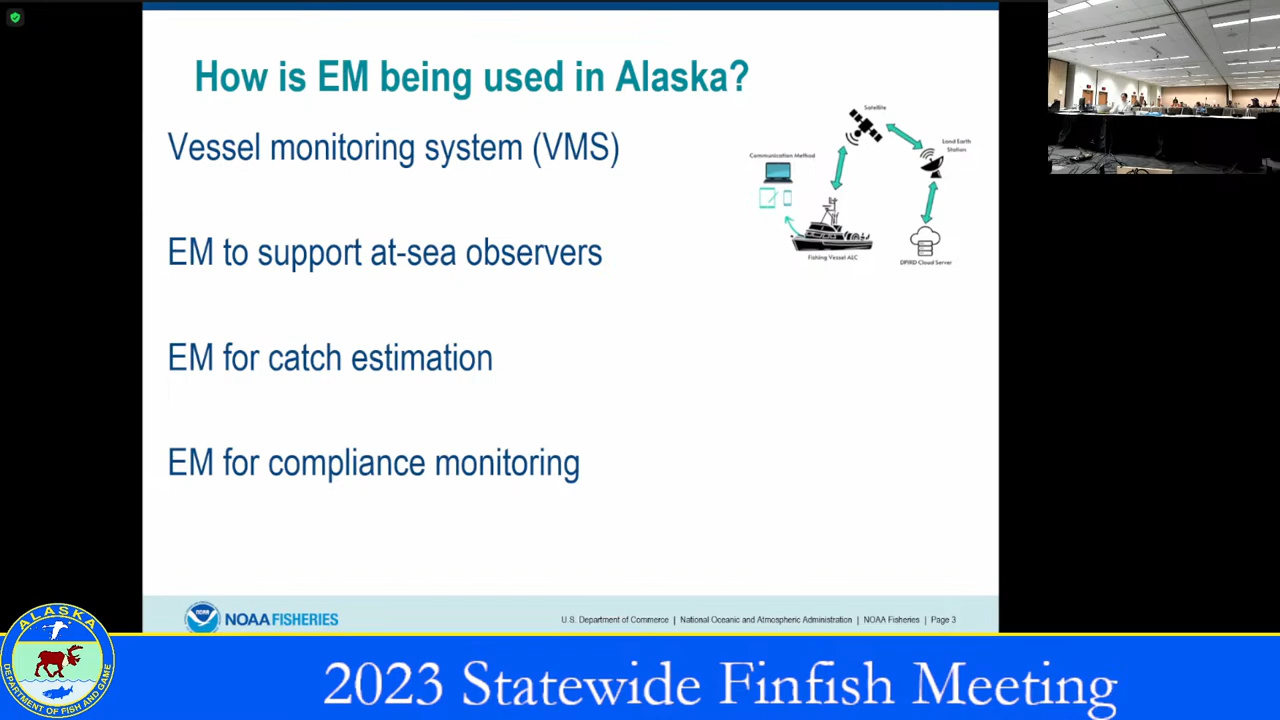 How is EM being used in Alaska?
Vessel monitoring system (VMS)
EM to support at-sea observers
EM for catch estimation
EM for compliance monitoring
Satellite
Land Earth
Station
Communication Method
Fishing Vessel ALC
DPIRD Cloud Server
NOAA
NOAA FISHERIES
U.S. Department of Commerce | National Oceanic and Atmospheric Administration | NOAA Fisheries | Page 3
ALASKA
DEPARTMENT OF FISH AND GAME
2023 Statewide Finfish Meeting